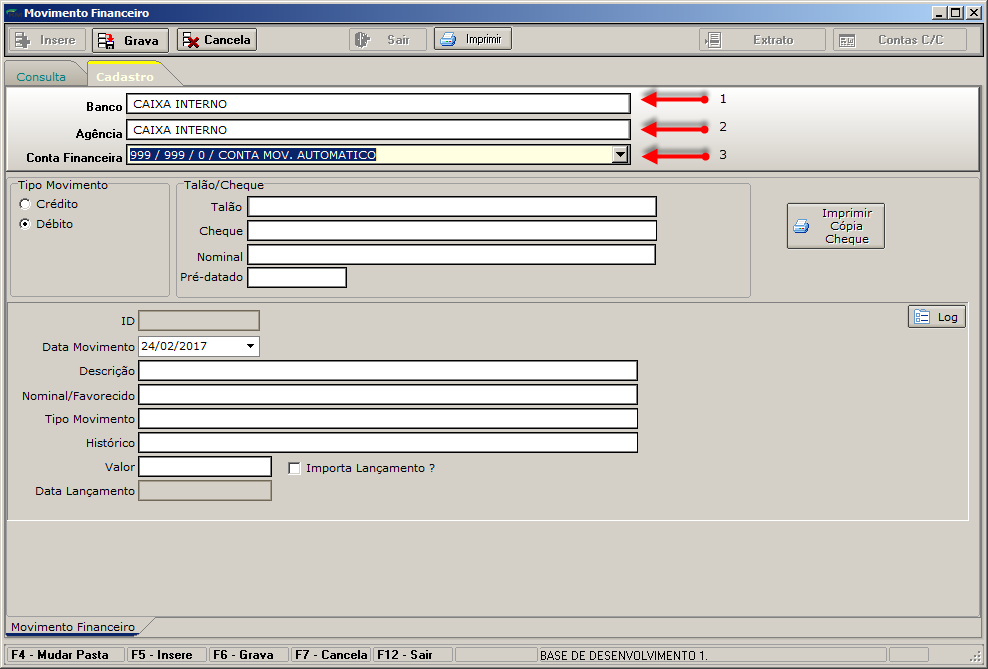 Movimento Financeiro
Insere Grava Cancela Sair Imprimir Extrato Contas C/C
Consulta Cadastro
Banco CAIXA INTERNO 1
Agência CAIXA INTERNO 2
Conta Financeira 999 / 999 / 0 / CONTA MOV. AUTOMATICO 3
Tipo Movimento
Crédito
Débito
Talão/Cheque
Talão
Cheque
Nominal
Pré-datado
Imprimir
Cópia
Cheque
Log
ID
Data Movimento 24/02/2017
Descrição
Nominal/Favorecido
Tipo Movimento
Histórico
Valor Importa Lançamento ?
Data Lançamento
Movimento Financeiro
F4 - Mudar Pasta F5 - Insere F6 - Grava F7 - Cancela F12 - Sair BASE DE DESENVOLVIMENTO 1.